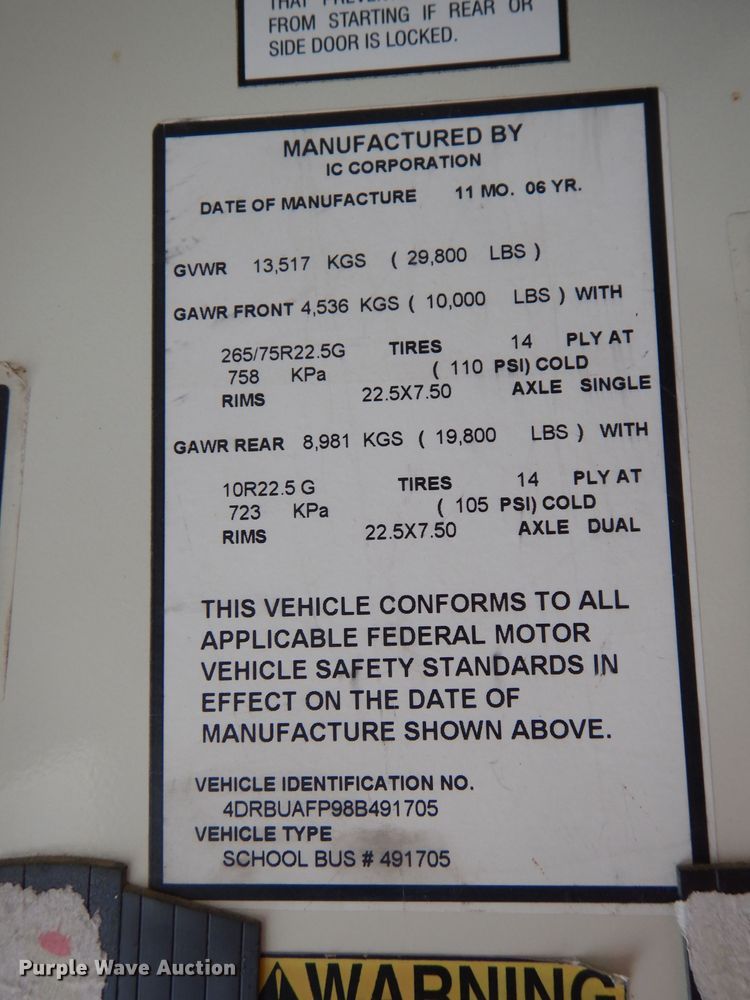 FROM STARTING IF REAR OR
SIDE DOOR IS LOCKED.
MANUFACTURED BY
IC CORPORATION
DATE OF MANUFACTURE 11 MO. 06 YR.
GVWR 13,517 KGS ( 29,800 LBS )
GAWR FRONT 4,536 KGS ( 10,000 LBS ) WITH
265/75R22.5G TIRES 14 PLY AT
758 KPa ( 110 PSI) COLD
RIMS 22.5X7.50 AXLE SINGLE
GAWR REAR 8,981 KGS ( 19,800 LBS ) WITH
10R22.5 G TIRES 14 PLY AT
723 KPa ( 105 PSI) COLD
RIMS 22.5X7.50 AXLE DUAL
THIS VEHICLE CONFORMS TO ALL
APPLICABLE FEDERAL MOTOR
VEHICLE SAFETY STANDARDS IN
EFFECT ON THE DATE OF
MANUFACTURE SHOWN ABOVE.
VEHICLE IDENTIFICATION NO.
4DRBUAFP98B491705
VEHICLE TYPE
SCHOOL BUS # 491705
WARNING
Purple Wave Auction